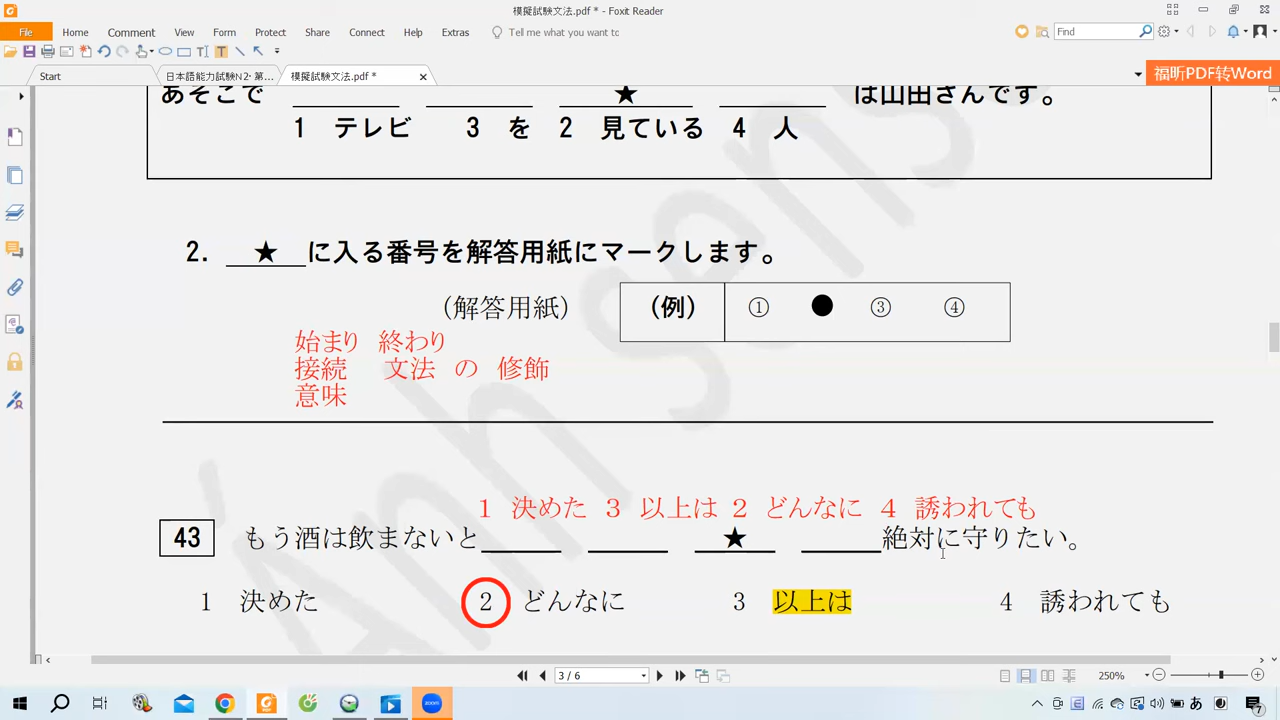 模擬試験文法.pdf * - Foxit Reader
File Home Comment View Form Protect Share Connect Help Extras Tell me what you want to Find
Start 日本語能力試験N2- 第... 模擬試験文法.pdf * 福昕PDF转Word
あそこで ★ は山田さんです。
1 テレビ 3 を 2 見ている 4 人
2. ★ に入る番号を解答用紙にマークします。
(解答用紙) (例) ① ● ③ ④
始まり 終わり
接続 文法 の 修飾
意味
1 決めた 3 以上は 2 どんなに 4 誘われても
43 もう酒は飲まないと ★ 絶対に守りたい。
1 決めた 2 どんなに 3 以上は 4 誘われても
Anh sens
3 / 6 250%
zoom あ 7